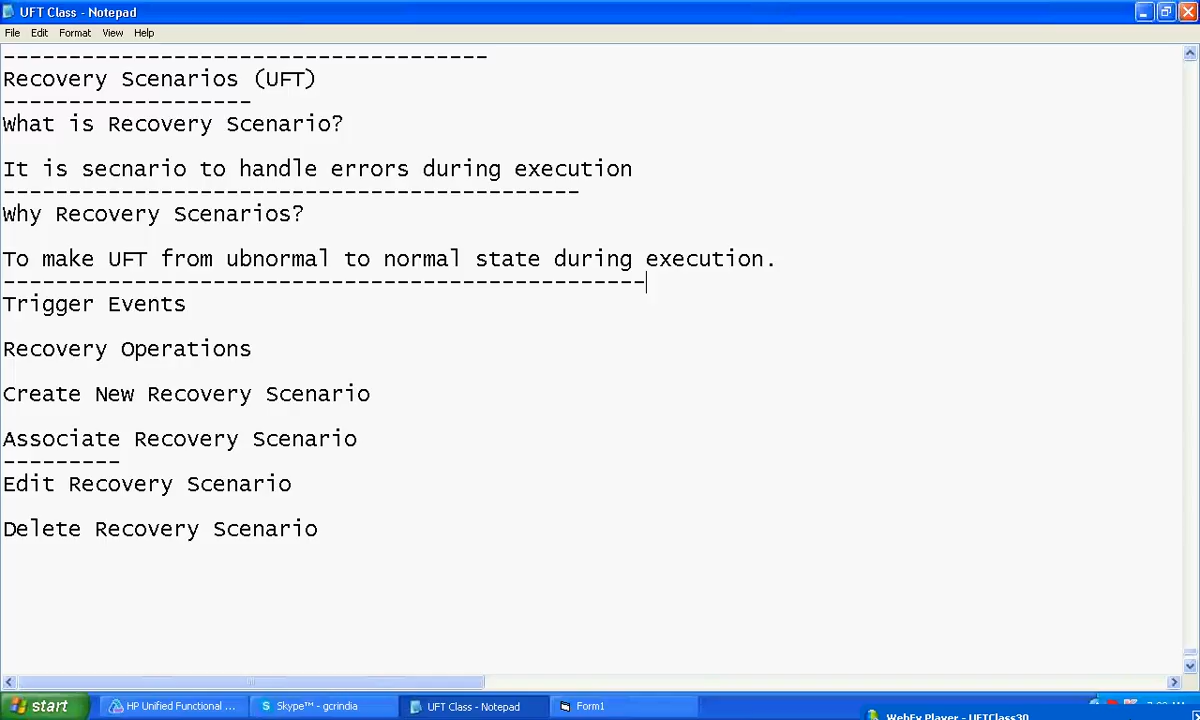 UFT Class - Notepad
File Edit Format View Help
-------------------------------------
Recovery Scenarios (UFT)
-------------------
What is Recovery Scenario?
It is secnario to handle errors during execution
--------------------------------------------
Why Recovery Scenarios?
To make UFT from ubnormal to normal state during execution.
-------------------------------------------------
Trigger Events
Recovery Operations
Create New Recovery Scenario
Associate Recovery Scenario
---------
Edit Recovery Scenario
Delete Recovery Scenario
start HP Unified Functional ... Skype™ - gcrindia UFT Class - Notepad Form1
WebEx Player - UFTClass30